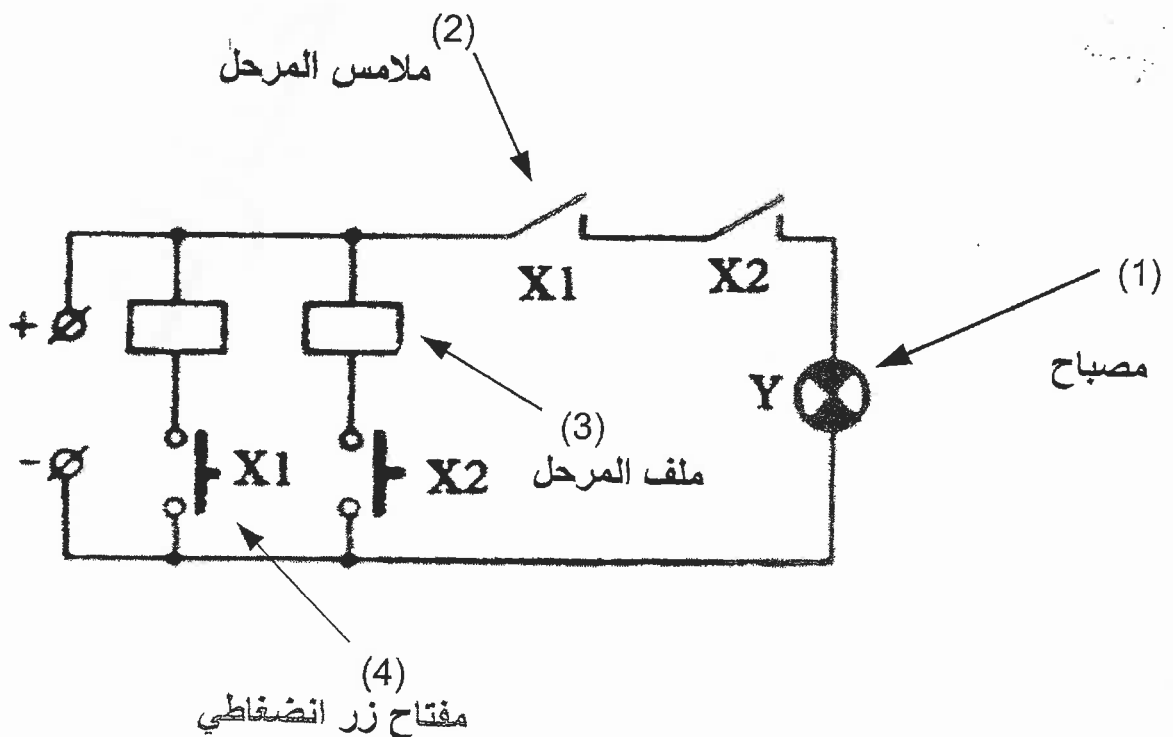 (2)
ملامس المرحل
X1
X2
(1)
مصباح
+
-
X1
X2
(3)
ملف المرحل
Y
(4)
مفتاح زر انضغاطي